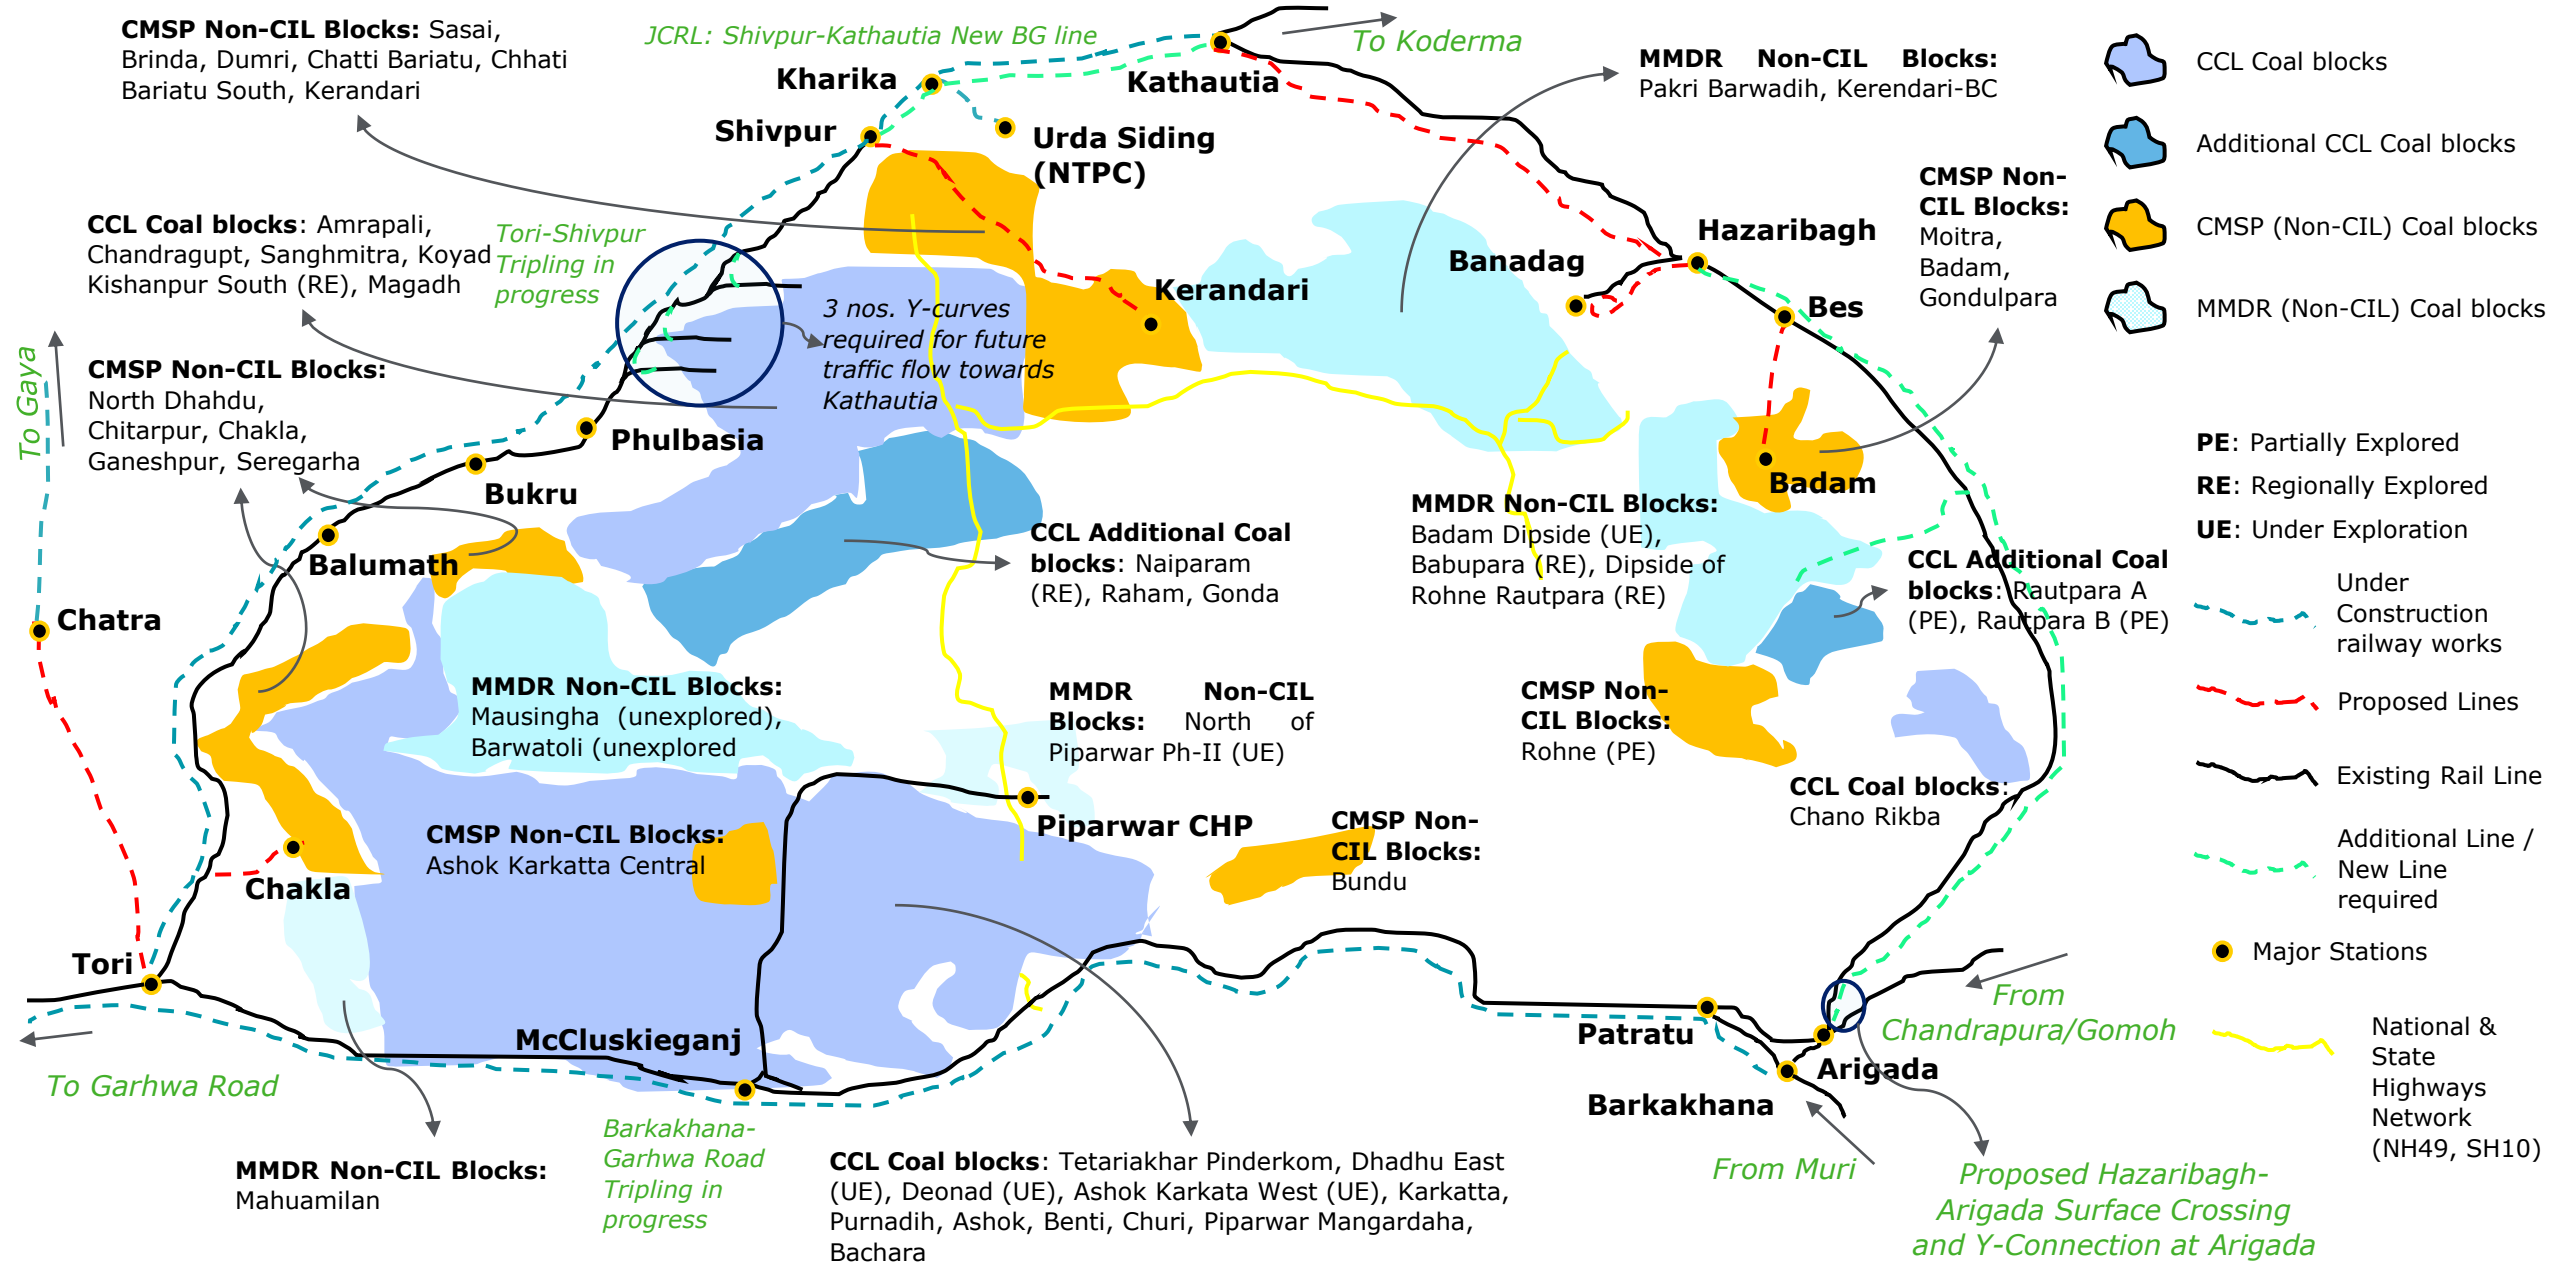 CMSP Non-CIL Blocks: Sasai,
Brinda, Dumri, Chatti Bariatu, Chhati
Bariatu South, Kerandari
JCRL: Shivpur-Kathautia New BG line
To Koderma
Kharika
Kathautia
Shivpur
Urda Siding
(NTPC)
MMDR Non-CIL Blocks:
Pakri Barwadih, Kerendari-BC
CCL Coal blocks
Additional CCL Coal blocks
CMSP (Non-CIL) Coal blocks
MMDR (Non-CIL) Coal blocks
CMSP Non-
CIL Blocks:
Moitra,
Badam,
Gondulpara
CCL Coal blocks: Amrapali,
Chandragupt, Sanghmitra, Koyad
Kishanpur South (RE), Magadh
Tori-Shivpur
Tripling in
progress
Hazaribagh
Banadag
Kerandari
Bes
3 nos. Y-curves
required for future
traffic flow towards
Kathautia
To Gaya
CMSP Non-CIL Blocks:
North Dhahdu,
Chitarpur, Chakla,
Ganeshpur, Seregarha
Phulbasia
Bukru
Balumath
Badam
PE: Partially Explored
RE: Regionally Explored
UE: Under Exploration
CCL Additional Coal
blocks: Naiparam
(RE), Raham, Gonda
MMDR Non-CIL Blocks:
Badam Dipside (UE),
Babupara (RE), Dipside of
Rohne Rautpara (RE)
CCL Additional Coal
blocks: Rautpara A
(PE), Rautpara B (PE)
Under
Construction
railway works
Chatra
MMDR Non-CIL Blocks:
Mausingha (unexplored),
Barwatoli (unexplored
MMDR Non-CIL
Blocks: North of
Piparwar Ph-II (UE)
CMSP Non-
CIL Blocks:
Rohne (PE)
Proposed Lines
Existing Rail Line
CCL Coal blocks:
Chano Rikba
CMSP Non-CIL Blocks:
Ashok Karkatta Central
Piparwar CHP
CMSP Non-
CIL Blocks:
Bundu
Additional Line /
New Line
required
Chakla
Major Stations
Tori
McCluskieganj
Patratu
Arigada
Barkakhana
From
Chandrapura/Gomoh
National &
State
Highways
Network
(NH49, SH10)
To Garhwa Road
Barkakhana-
Garhwa Road
Tripling in
progress
MMDR Non-CIL Blocks:
Mahuamilan
CCL Coal blocks: Tetariakhar Pinderkom, Dhadhu East
(UE), Deonad (UE), Ashok Karkata West (UE), Karkatta,
Purnadih, Ashok, Benti, Churi, Piparwar Mangardaha,
Bachara
From Muri
Proposed Hazaribagh-
Arigada Surface Crossing
and Y-Connection at Arigada